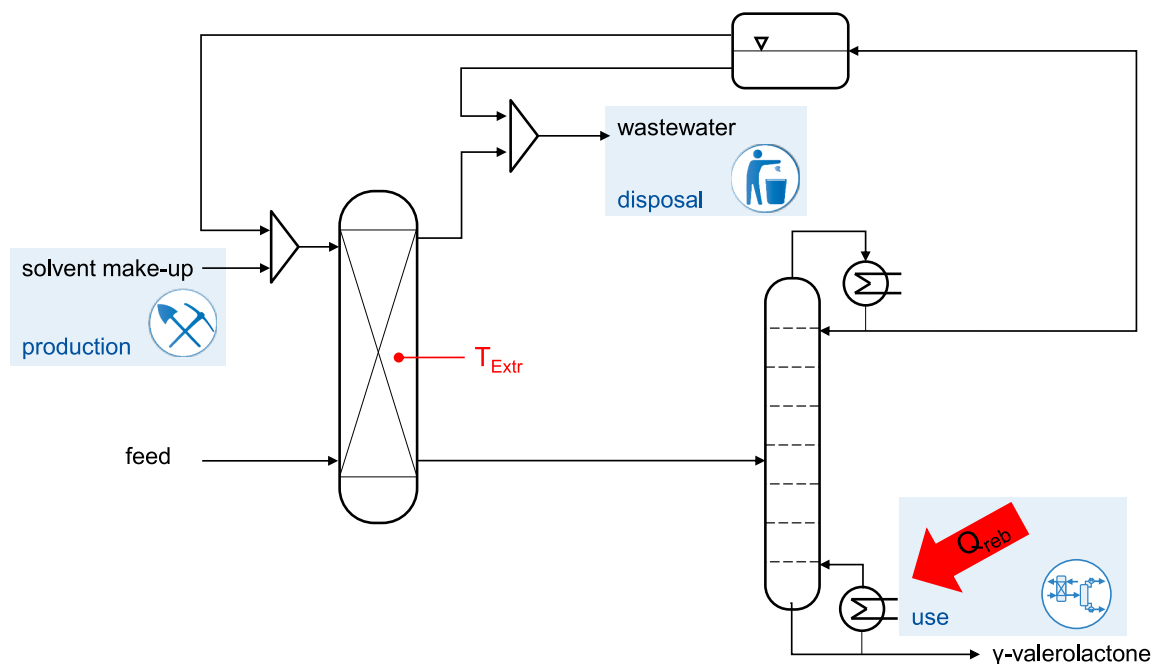 wastewater
disposal
solvent make-up
production
T_Extr
feed
Q_reb
use
γ-valerolactone